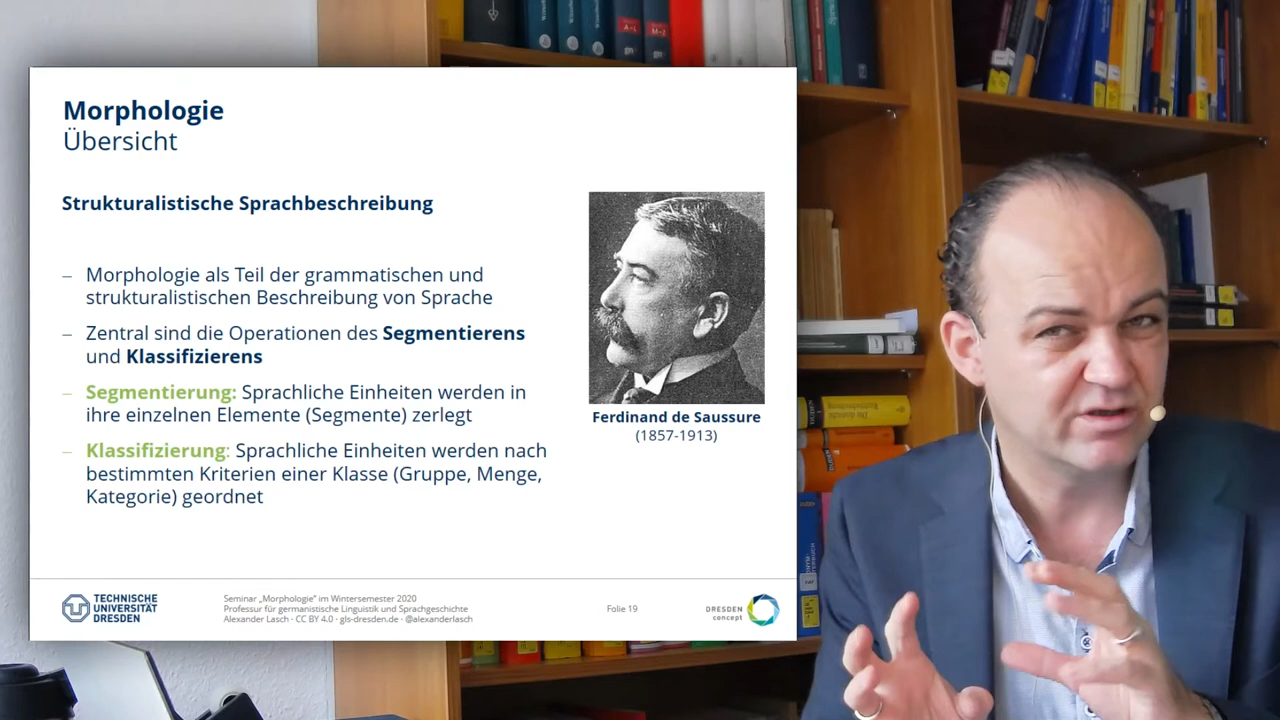 Morphologie
Übersicht
Strukturalistische Sprachbeschreibung
– Morphologie als Teil der grammatischen und
strukturalistischen Beschreibung von Sprache
– Zentral sind die Operationen des Segmentierens
und Klassifizierens
– Segmentierung: Sprachliche Einheiten werden in
ihre einzelnen Elemente (Segmente) zerlegt
– Klassifizierung: Sprachliche Einheiten werden nach
bestimmten Kriterien einer Klasse (Gruppe, Menge,
Kategorie) geordnet
Ferdinand de Saussure
(1857-1913)
TECHNISCHE
UNIVERSITÄT
DRESDEN
Seminar „Morphologie" im Wintersemester 2020
Professur für germanistische Linguistik und Sprachgeschichte
Alexander Lasch · CC BY 4.0 · gls-dresden.de · @alexanderlasch
Folie 19
DRESDEN
concept
A-L
M-Z